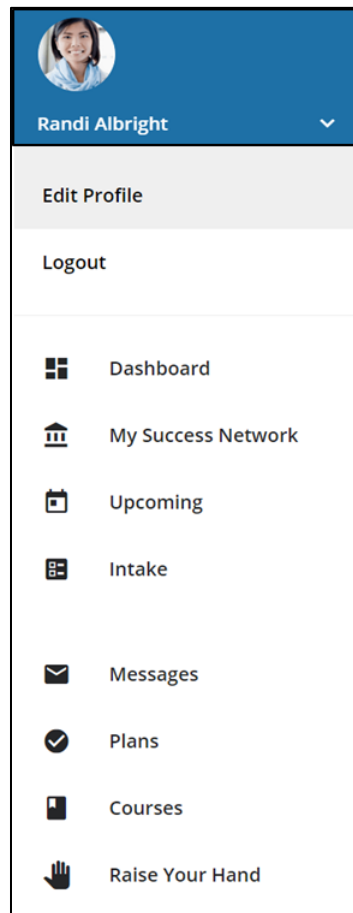 Randi Albright
Edit Profile
Logout
Dashboard
My Success Network
Upcoming
Intake
Messages
Plans
Courses
Raise Your Hand